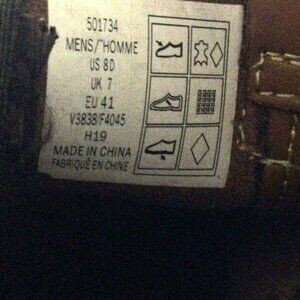 501734
MENS/HOMME
US 8D
UK 7
EU 41
V3838/F4045
H19
MADE IN CHINA
FABRIQUÉ EN CHINE